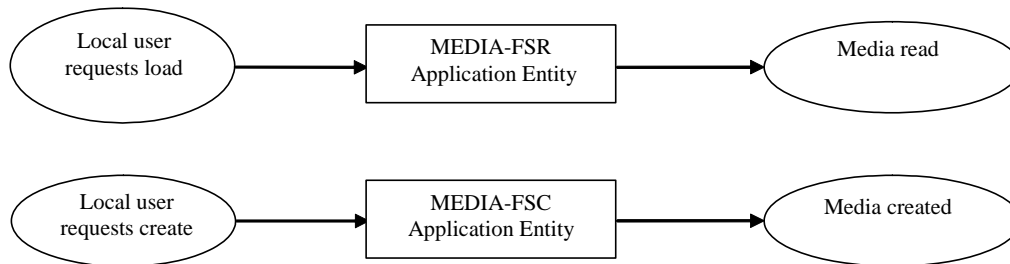 Local user
requests load
MEDIA-FSR
Application Entity
Media read
Local user
requests create
MEDIA-FSC
Application Entity
Media created